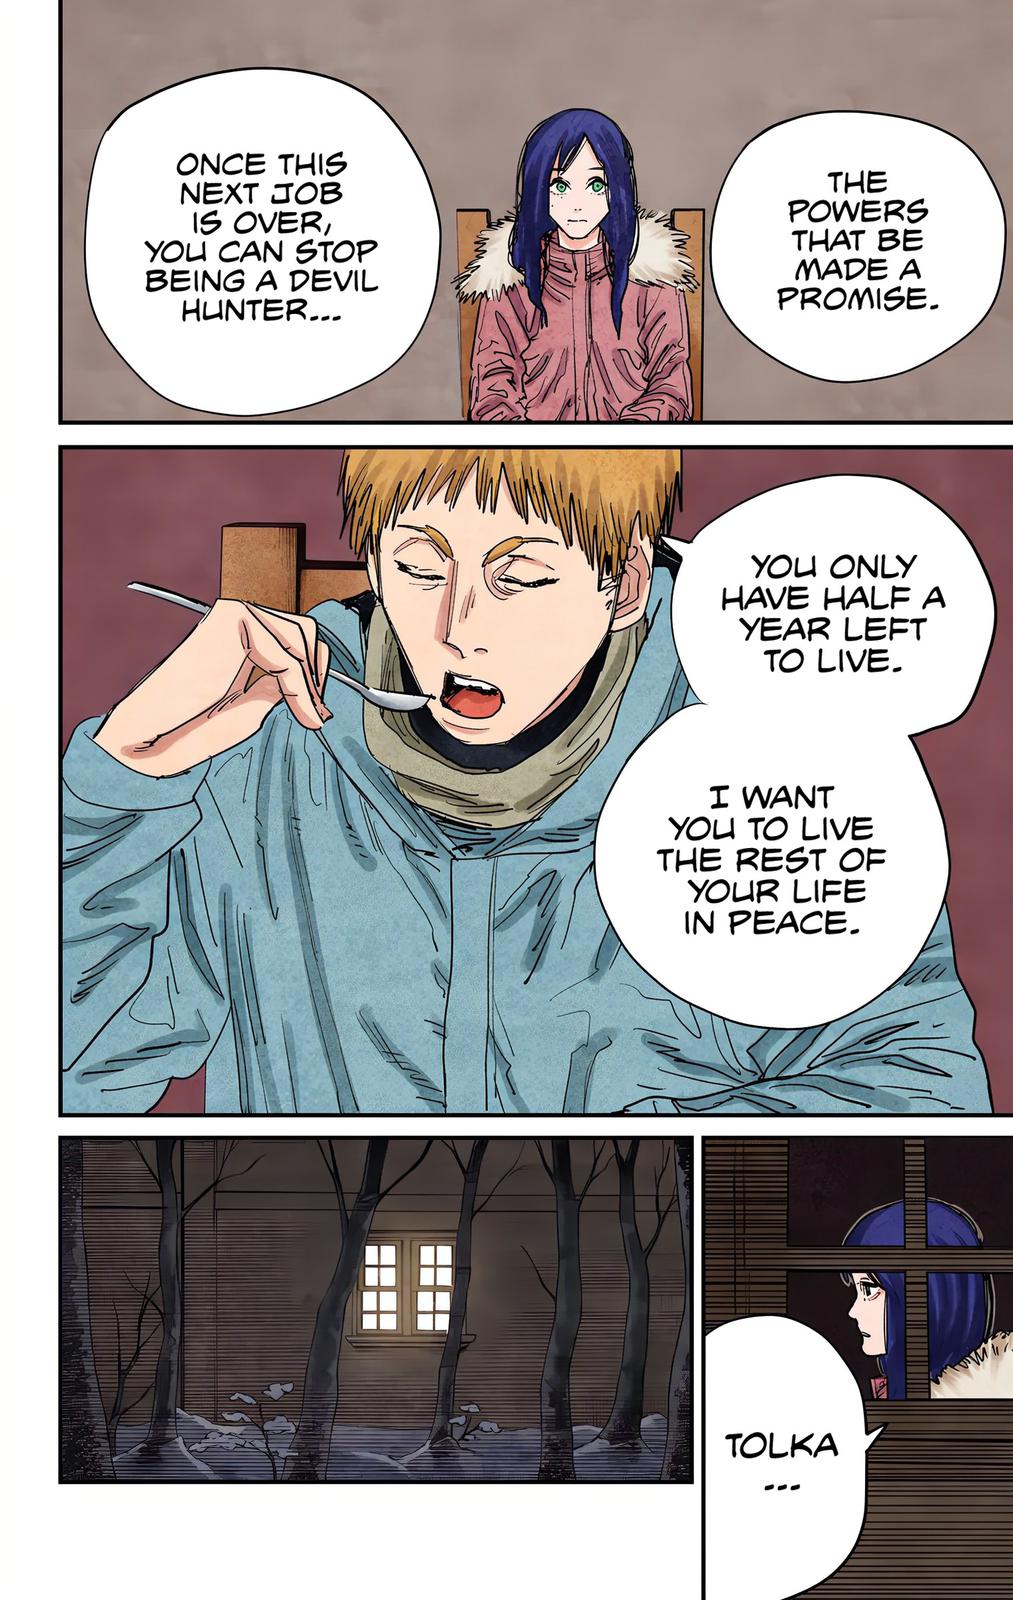 THE
POWERS
THAT BE
MADE A
PROMISE.
ONCE THIS
NEXT JOB
IS OVER,
YOU CAN STOP
BEING A DEVIL
HUNTER...
YOU ONLY
HAVE HALF A
YEAR LEFT
TO LIVE.
I WANT
YOU TO LIVE
THE REST OF
YOUR LIFE
IN PEACE.
TOLKA
...